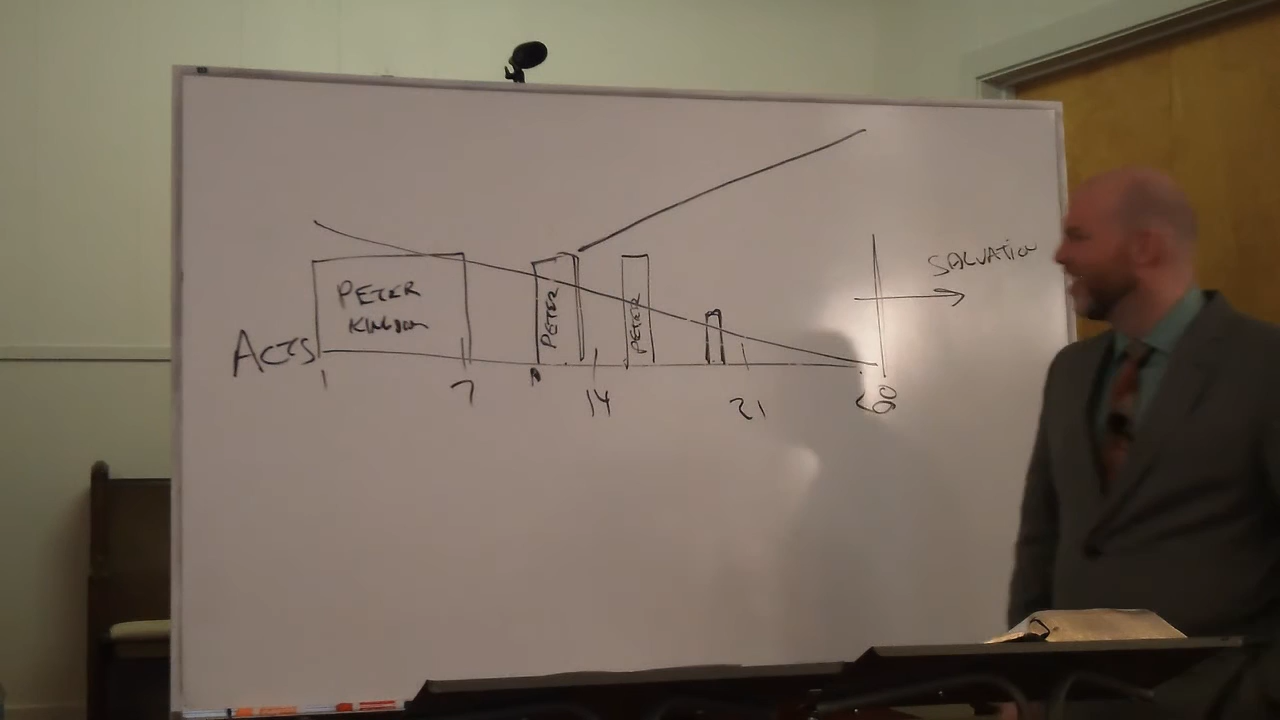 SALVATION
PETER
KINGDOM
PETER
PETER
ACTS
1
7
14
21
60